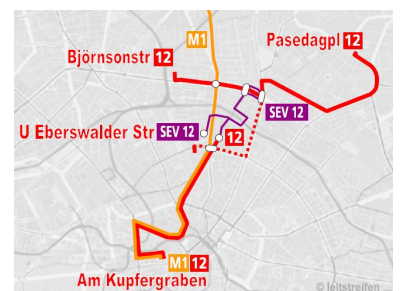 M1
Pasedagpl 12
Björnsonstr 12
SEV 12
U Eberswalder Str SEV 12
12
M1 12
Am Kupfergraben
© leitstreifen